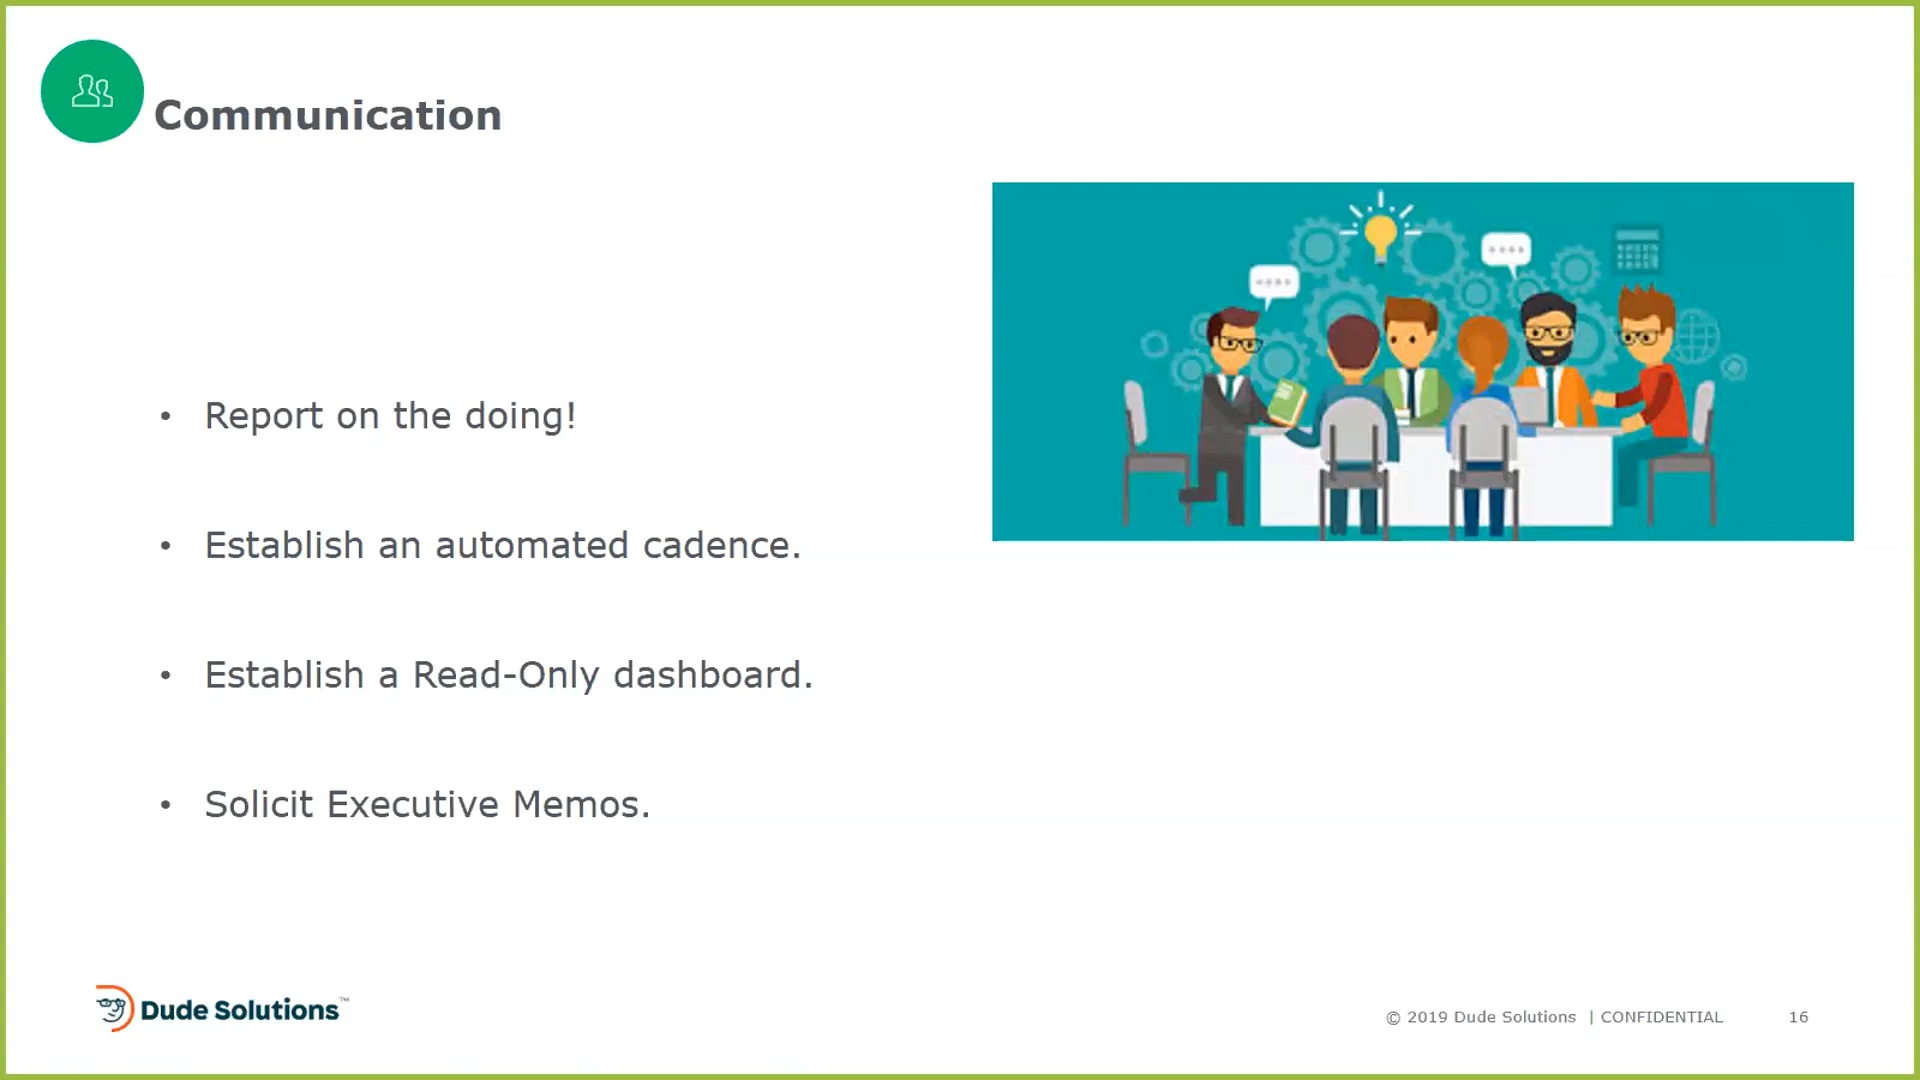 Communication
• Report on the doing!
• Establish an automated cadence.
• Establish a Read-Only dashboard.
• Solicit Executive Memos.
Dude Solutions™
© 2019 Dude Solutions | CONFIDENTIAL 16